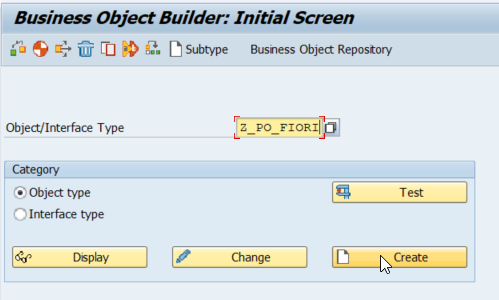 Business Object Builder: Initial Screen
Subtype Business Object Repository
Object/Interface Type Z_PO_FIORI
Category
Object type Test
Interface type
Display Change Create